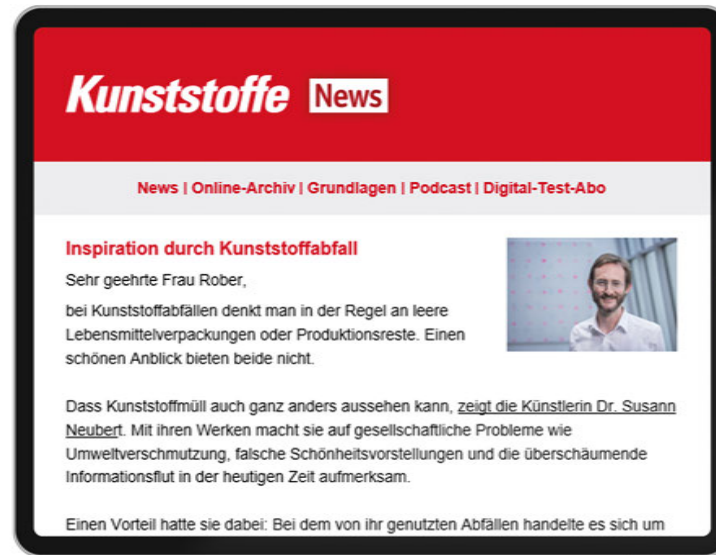 Kunststoffe News
News | Online-Archiv | Grundlagen | Podcast | Digital-Test-Abo
Inspiration durch Kunststoffabfall
Sehr geehrte Frau Rober,
bei Kunststoffabfällen denkt man in der Regel an leere
Lebensmittelverpackungen oder Produktionsreste. Einen
schönen Anblick bieten beide nicht.
Dass Kunststoffmüll auch ganz anders aussehen kann, zeigt die Künstlerin Dr. Susann
Neubert. Mit ihren Werken macht sie auf gesellschaftliche Probleme wie
Umweltverschmutzung, falsche Schönheitsvorstellungen und die überschäumende
Informationsflut in der heutigen Zeit aufmerksam.
Einen Vorteil hatte sie dabei: Bei dem von ihr genutzten Abfällen handelte es sich um